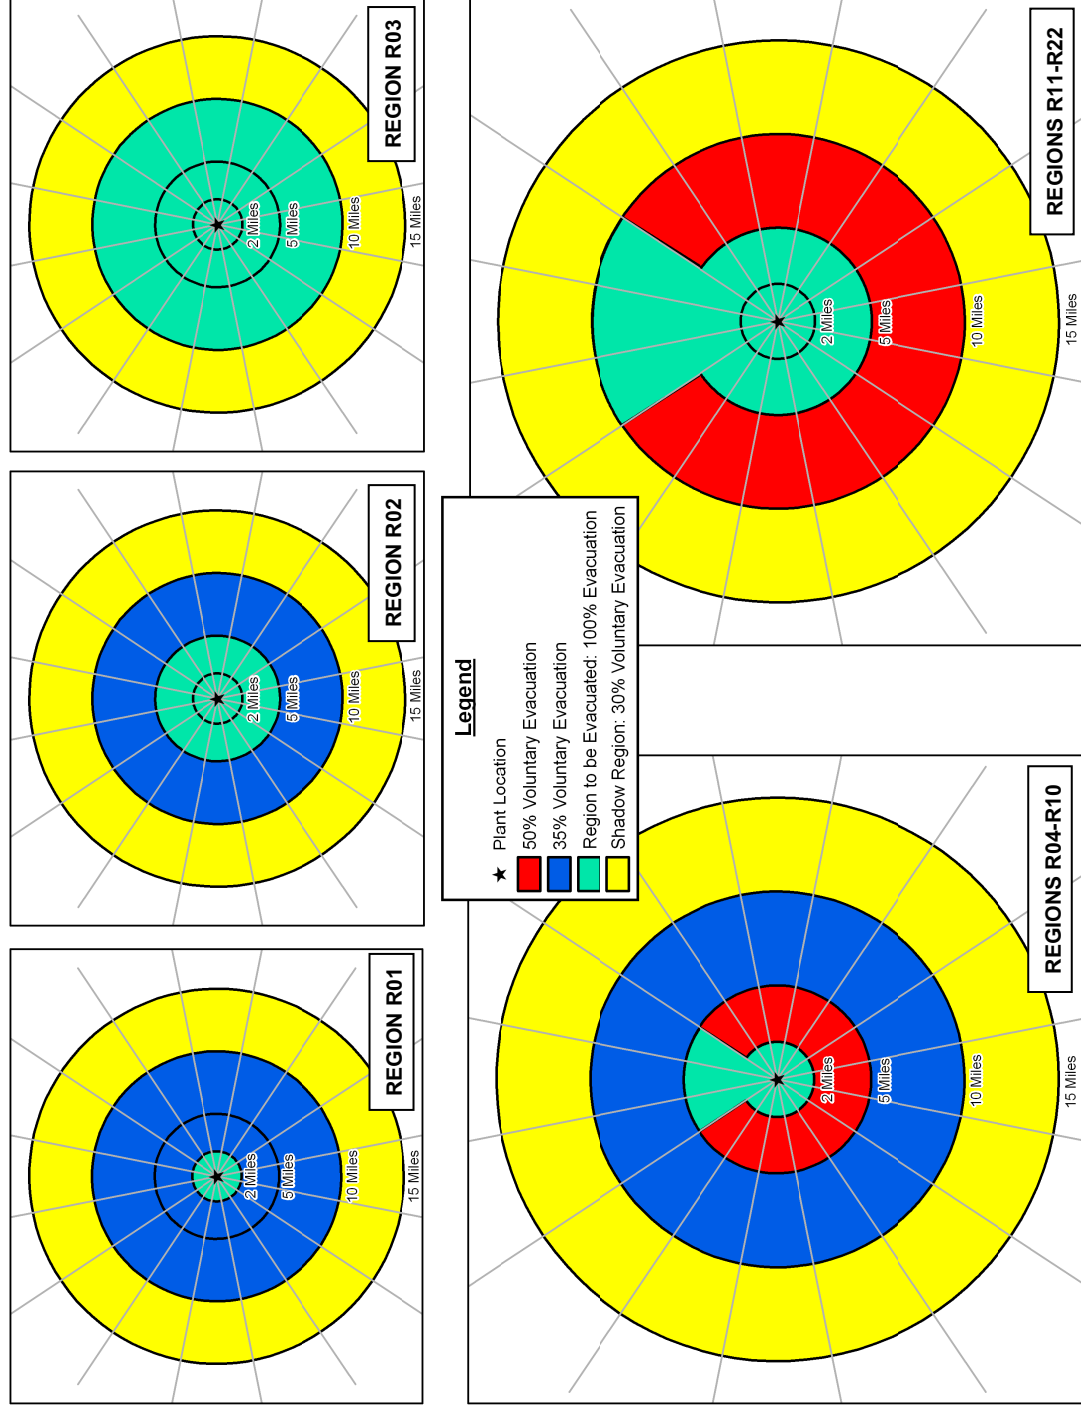 REGION R01
2 Miles
5 Miles
10 Miles
15 Miles
REGION R02
2 Miles
5 Miles
10 Miles
15 Miles
REGION R03
2 Miles
5 Miles
10 Miles
15 Miles
Legend
Plant Location
50% Voluntary Evacuation
35% Voluntary Evacuation
Region to be Evacuated: 100% Evacuation
Shadow Region: 30% Voluntary Evacuation
REGIONS R04-R10
2 Miles
5 Miles
10 Miles
15 Miles
REGIONS R11-R22
2 Miles
5 Miles
10 Miles
15 Miles